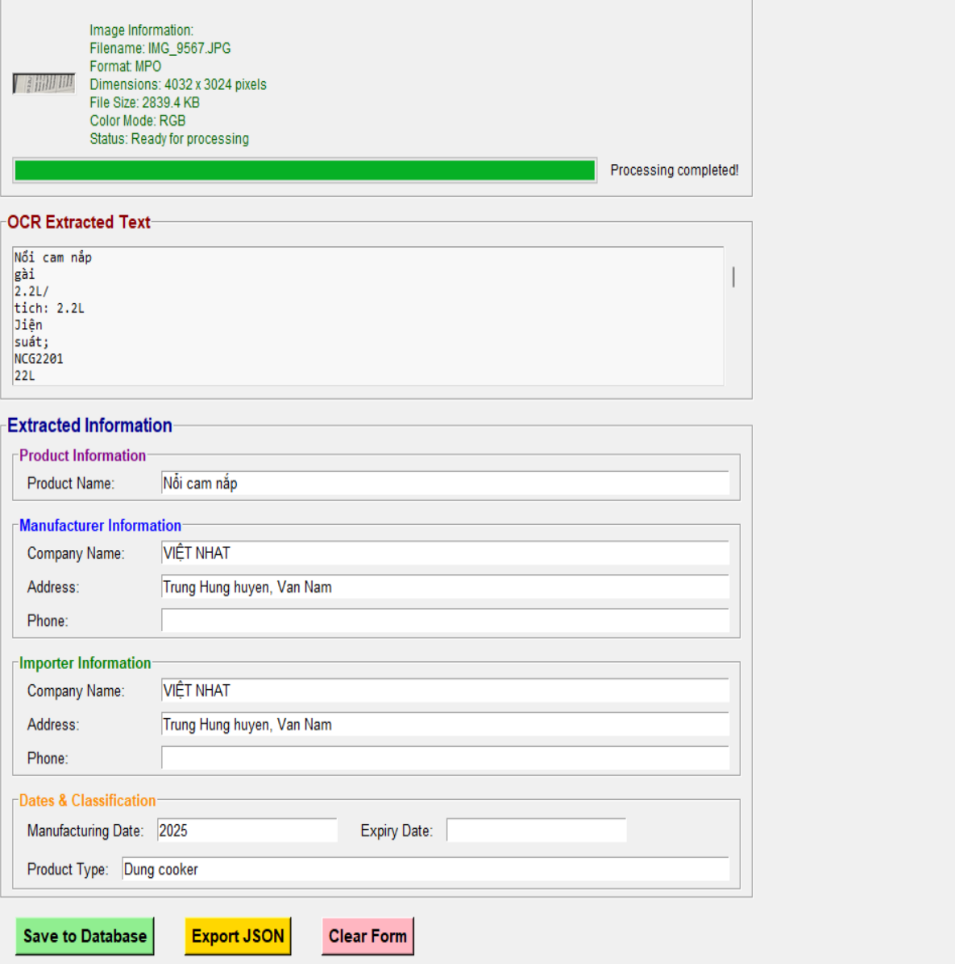 Image Information:
Filename: IMG_9567.JPG
Format: MPO
Dimensions: 4032 x 3024 pixels
File Size: 2839.4 KB
Color Mode: RGB
Status: Ready for processing
Processing completed!
OCR Extracted Text
Nổi cam nắp
gài
2.2L/
tich: 2.2L
Jiện
suát;
NCG2201
22L
Extracted Information
Product Information
Product Name: Nổi cam nắp
Manufacturer Information
Company Name: VIỆT NHAT
Address: Trung Hung huyen, Van Nam
Phone:
Importer Information
Company Name: VIỆT NHAT
Address: Trung Hung huyen, Van Nam
Phone:
Dates & Classification
Manufacturing Date: 2025 Expiry Date:
Product Type: Dung cooker
Save to Database Export JSON Clear Form